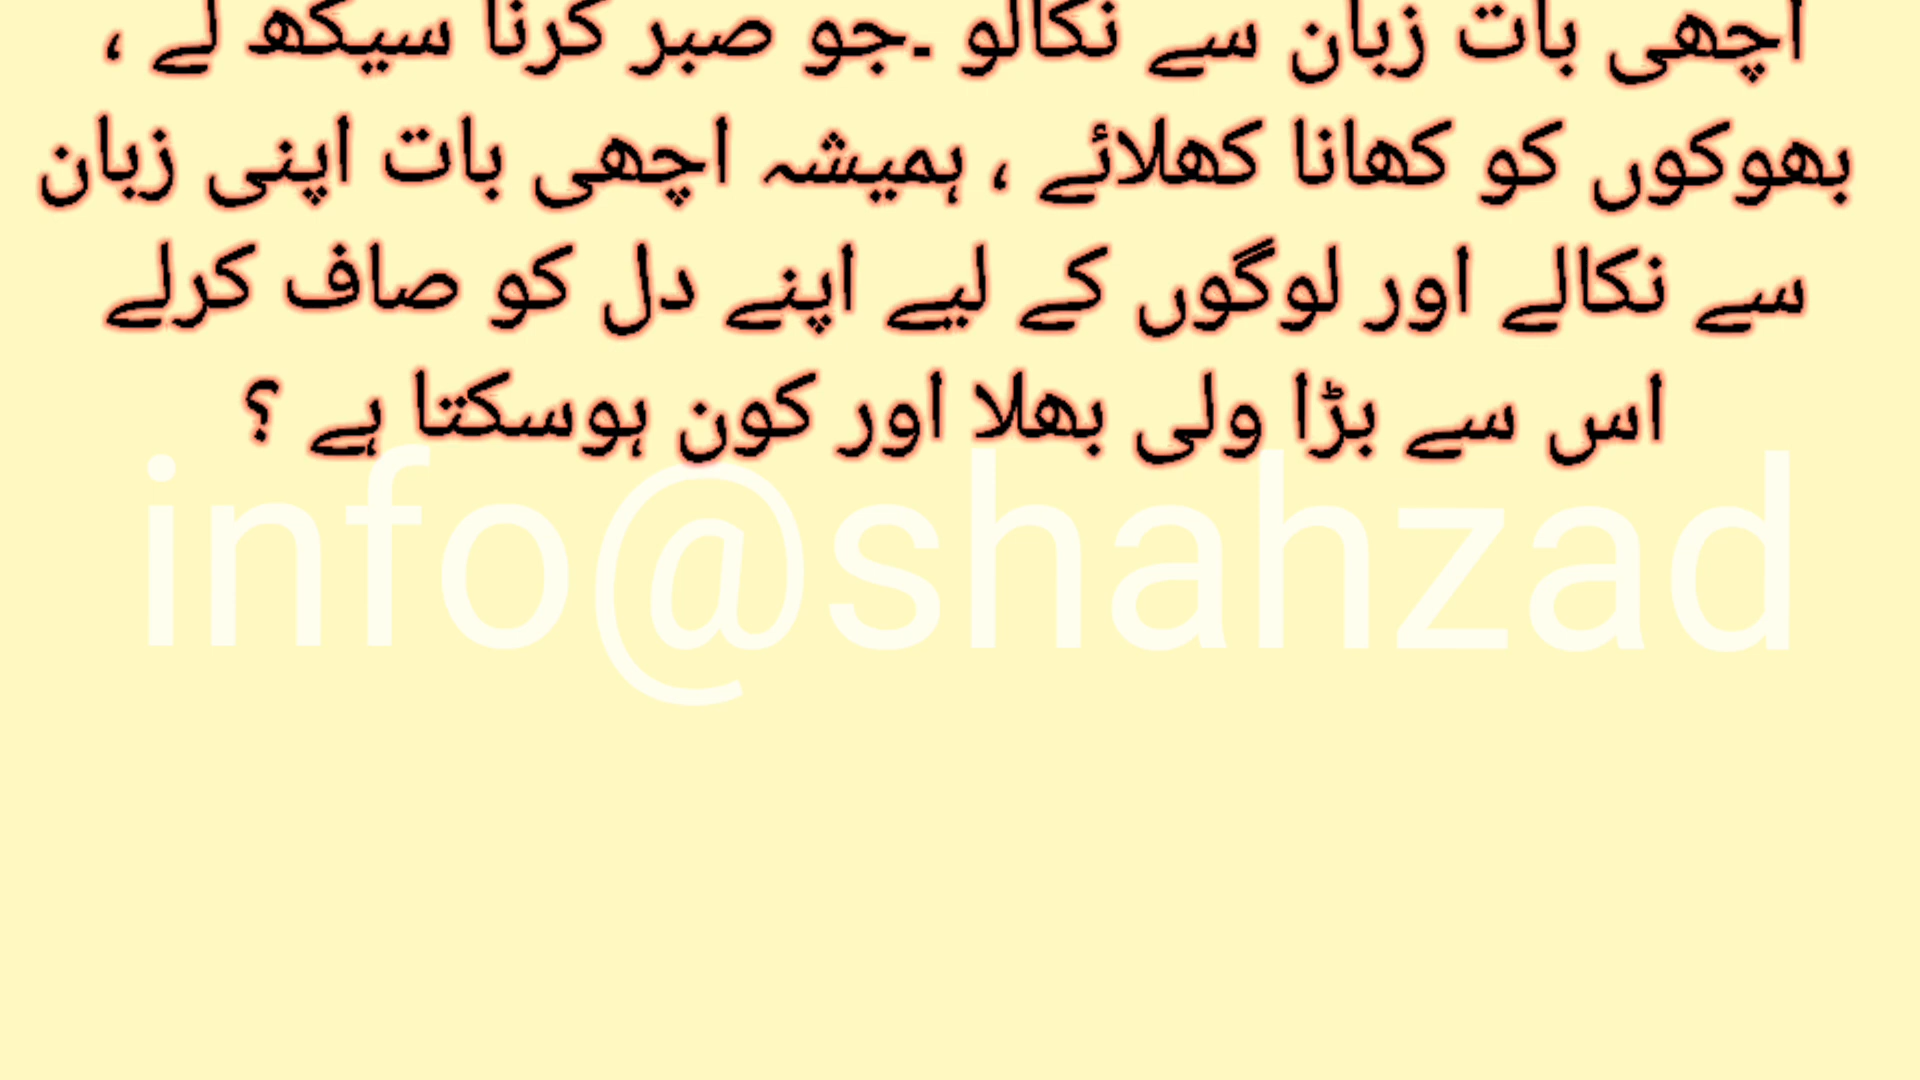 اچھی بات زبان سے نکالو ۔جو صبر کرنا سیکھ لے ،
بھوکوں کو کھانا کھلائے ، ہمیشہ اچھی بات اپنی زبان
سے نکالے اور لوگوں کے لیے اپنے دل کو صاف کرلے
اس سے بڑا ولی بھلا اور کون ہوسکتا ہے ؟
info@shahzad